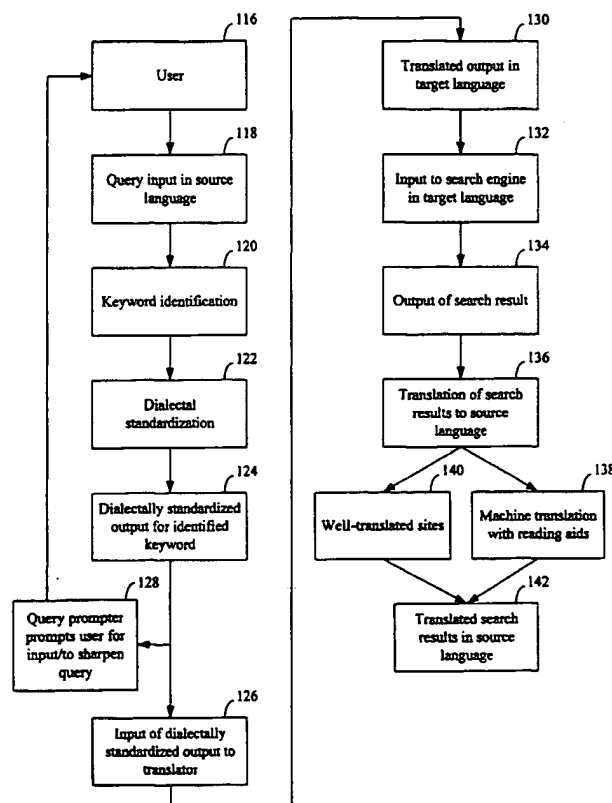 116
User
118
Query input in source
language
120
Keyword identification
122
Dialectal
standardization
124
Dialectally standardized
output for identified
keyword
128
Query prompter
prompts user for
input/to sharpen
query
126
Input of dialectally
standardized output to
translator
130
Translated output in
target language
132
Input to search engine
in target language
134
Output of search result
136
Translation of search
results to source
language
140
Well-translated sites
138
Machine translation
with reading aids
142
Translated search
results in source
language